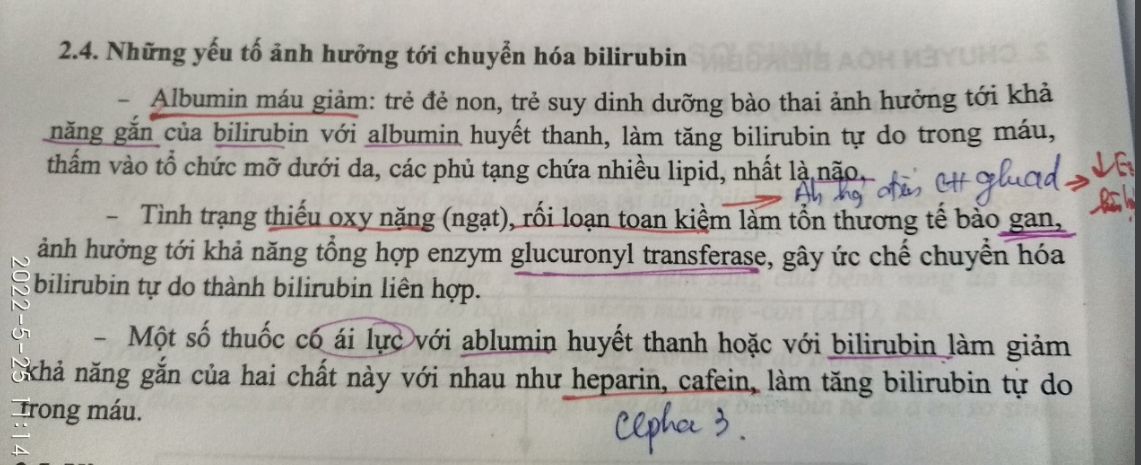 2.4. Những yếu tố ảnh hưởng tới chuyển hóa bilirubin
- Albumin máu giảm: trẻ đẻ non, trẻ suy dinh dưỡng bào thai ảnh hưởng tới khả
năng gắn của bilirubin với albumin huyết thanh, làm tăng bilirubin tự do trong máu,
thấm vào tổ chức mỡ dưới da, các phủ tạng chứa nhiều lipid, nhất là não.
- Tình trạng thiếu oxy nặng (ngạt), rối loạn toan kiềm làm tổn thương tế bào gan,
ảnh hưởng tới khả năng tổng hợp enzym glucuronyl transferase, gây ức chế chuyển hóa
bilirubin tự do thành bilirubin liên hợp.
- Một số thuốc có ái lực với ablumin huyết thanh hoặc với bilirubin làm giảm
khả năng gắn của hai chất này với nhau như heparin, cafein, làm tăng bilirubin tự do
trong máu.
Cepha 3.
2022-5-25 11:14